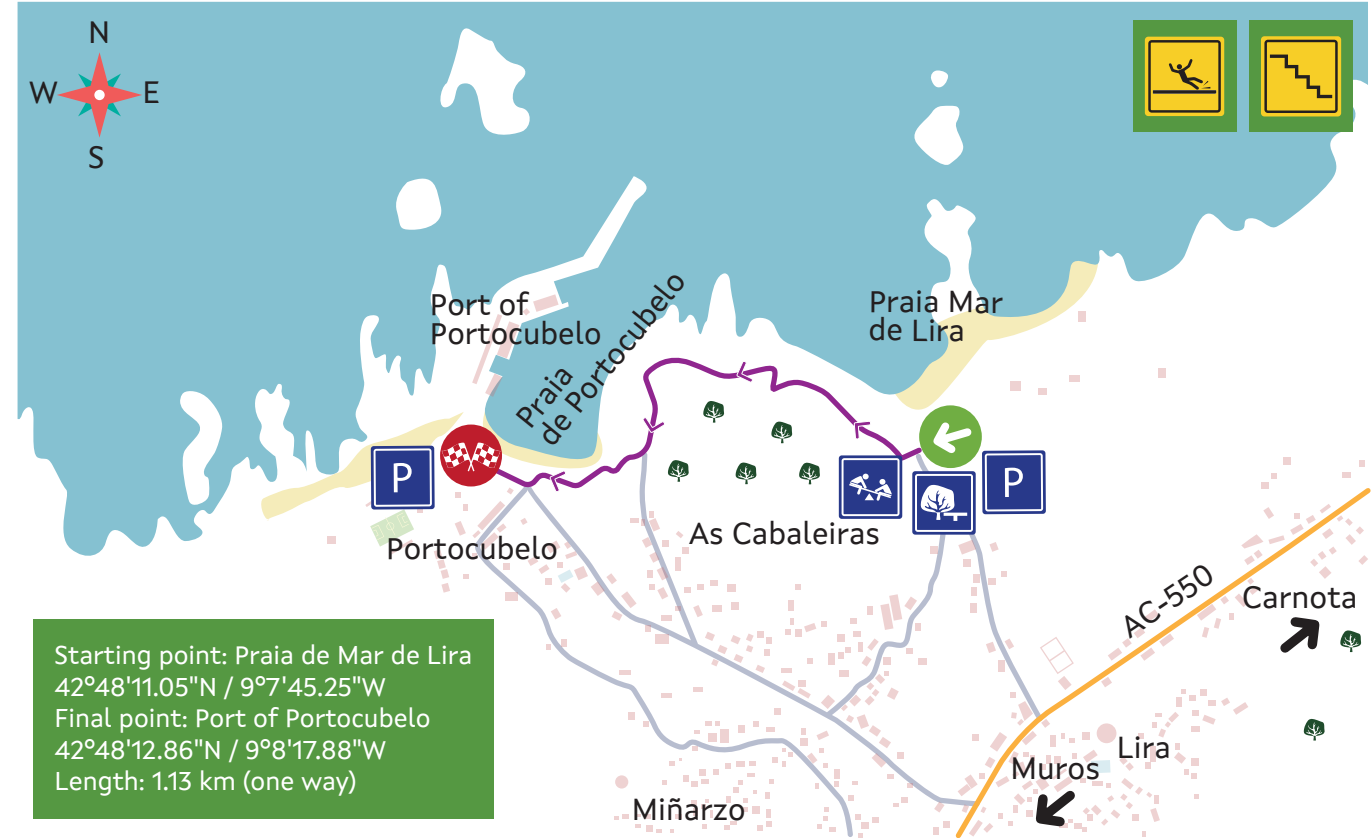 N
W
E
S
Port of
Portocubelo
Praia
de Portocubelo
Praia Mar
de Lira
P
P
Portocubelo
As Cabaleiras
AC-550
Carnota
Starting point: Praia de Mar de Lira
42°48'11.05"N / 9°7'45.25"W
Final point: Port of Portocubelo
42°48'12.86"N / 9°8'17.88"W
Length: 1.13 km (one way)
Lira
Muros
Miñarzo